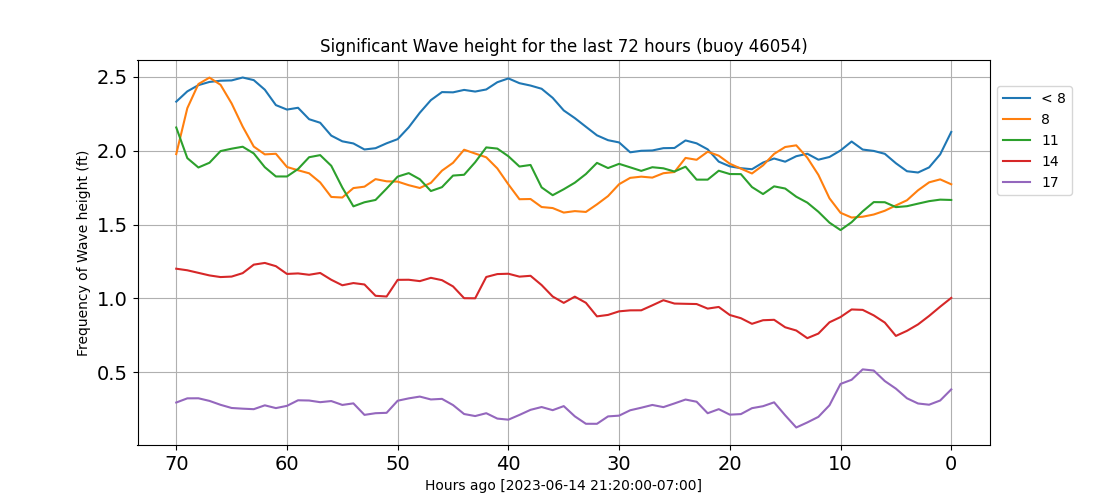 Significant Wave height for the last 72 hours (buoy 46054)
Frequency of Wave height (ft)
2.5
2.0
1.5
1.0
0.5
70 60 50 40 30 20 10 0
Hours ago [2023-06-14 21:20:00-07:00]
< 8
8
11
14
17